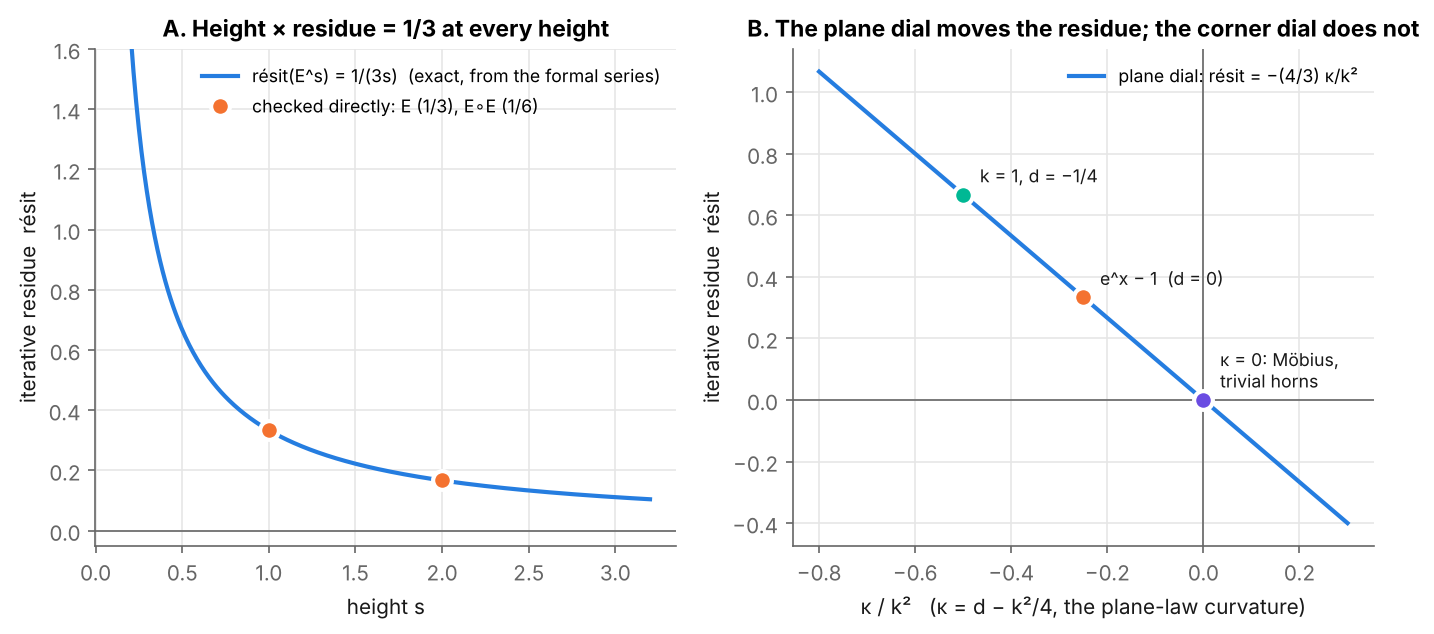 A. Height × residue = 1/3 at every height
résit(E^s) = 1/(3s)  (exact, from the formal series)
checked directly: E (1/3), E∘E (1/6)
iterative residue  résit
1.6
1.4
1.2
1.0
0.8
0.6
0.4
0.2
0.0
0.0 0.5 1.0 1.5 2.0 2.5 3.0
height s
B. The plane dial moves the residue; the corner dial does not
plane dial: résit = −(4/3) κ/k²
k = 1, d = −1/4
e^x − 1  (d = 0)
κ = 0: Möbius,
trivial horns
iterative residue  résit
1.0
0.8
0.6
0.4
0.2
0.0
−0.2
−0.4
−0.8 −0.6 −0.4 −0.2 0.0 0.2
κ / k²   (κ = d − k²/4, the plane-law curvature)